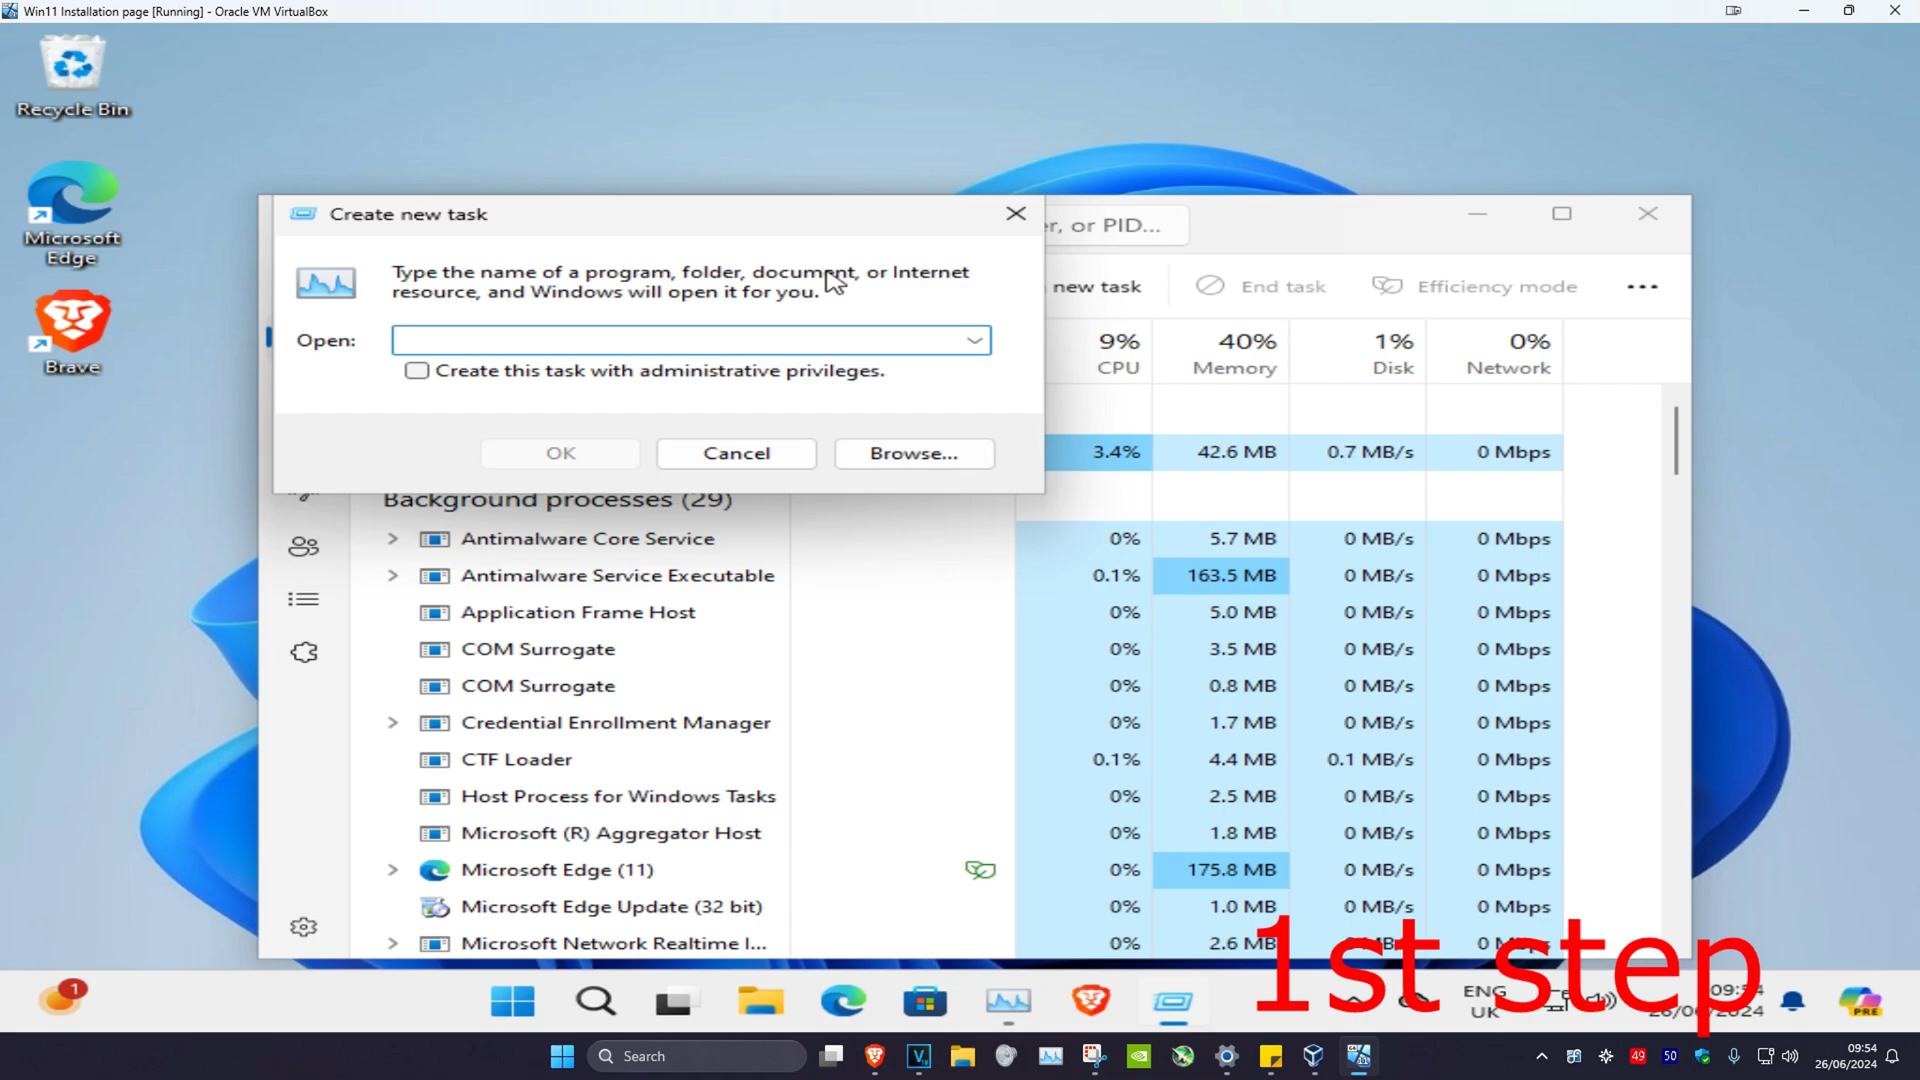 Win11 Installation page [Running] - Oracle VM VirtualBox
Recycle Bin
Microsoft
Edge
Brave
Create new task
er, or PID...
Type the name of a program, folder, document, or Internet
resource, and Windows will open it for you.
Open:
Create this task with administrative privileges.
OK Cancel Browse...
new task End task Efficiency mode
9% 40% 1% 0%
CPU Memory Disk Network
3.4% 42.6 MB 0.7 MB/s 0 Mbps
Background processes (29)
Antimalware Core Service 0% 5.7 MB 0 MB/s 0 Mbps
Antimalware Service Executable 0.1% 163.5 MB 0 MB/s 0 Mbps
Application Frame Host 0% 5.0 MB 0 MB/s 0 Mbps
COM Surrogate 0% 3.5 MB 0 MB/s 0 Mbps
COM Surrogate 0% 0.8 MB 0 MB/s 0 Mbps
Credential Enrollment Manager 0% 1.7 MB 0 MB/s 0 Mbps
CTF Loader 0.1% 4.4 MB 0.1 MB/s 0 Mbps
Host Process for Windows Tasks 0% 2.5 MB 0 MB/s 0 Mbps
Microsoft (R) Aggregator Host 0% 1.8 MB 0 MB/s 0 Mbps
Microsoft Edge (11) 0% 175.8 MB 0 MB/s 0 Mbps
Microsoft Edge Update (32 bit) 0% 1.0 MB 0 MB/s 0 Mbps
Microsoft Network Realtime I... 0% 2.6 MB 0 MB/s 0 Mbps
1st step
1
ENG
UK
09:54
26/06/2024
PRE
Search
49 50
09:54
26/06/2024